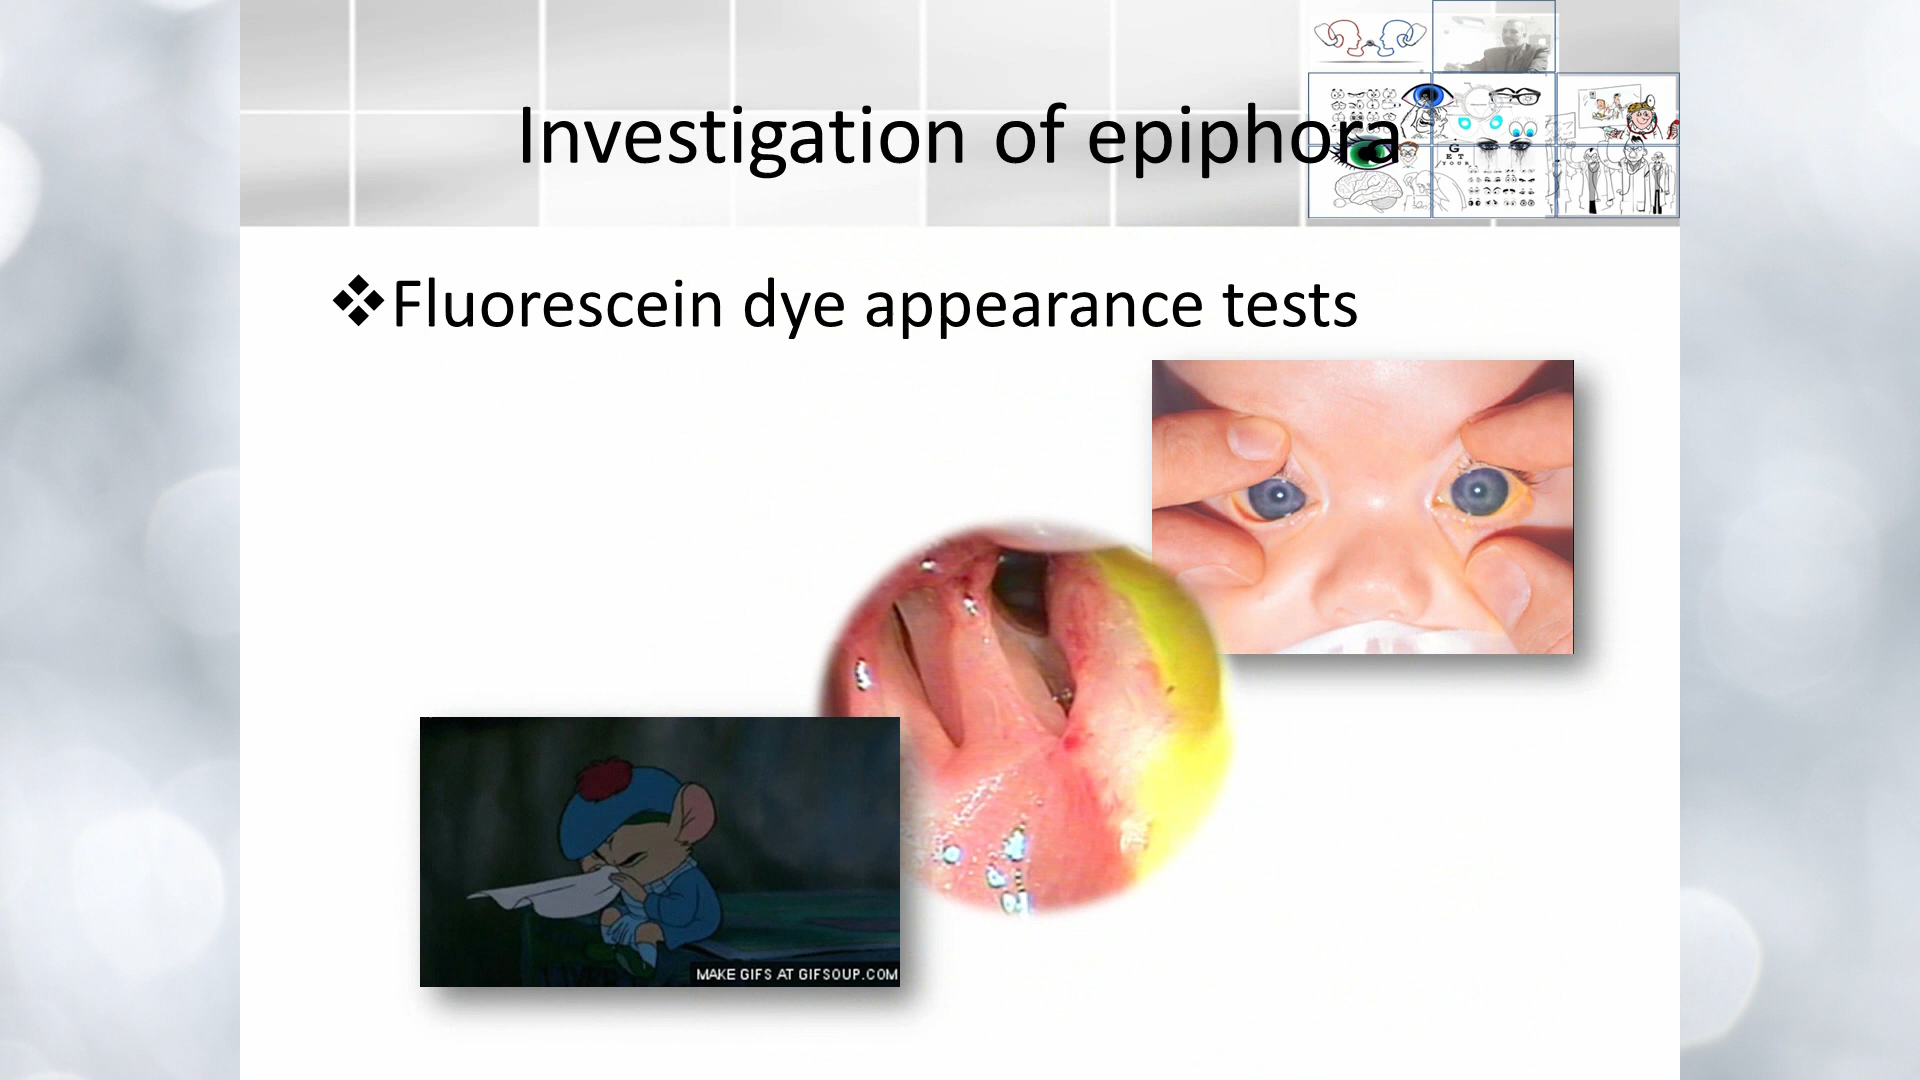 Investigation of epiphora
G
E T
Y O U R
❖Fluorescein dye appearance tests
MAKE GIFS AT GIFSOUP.COM